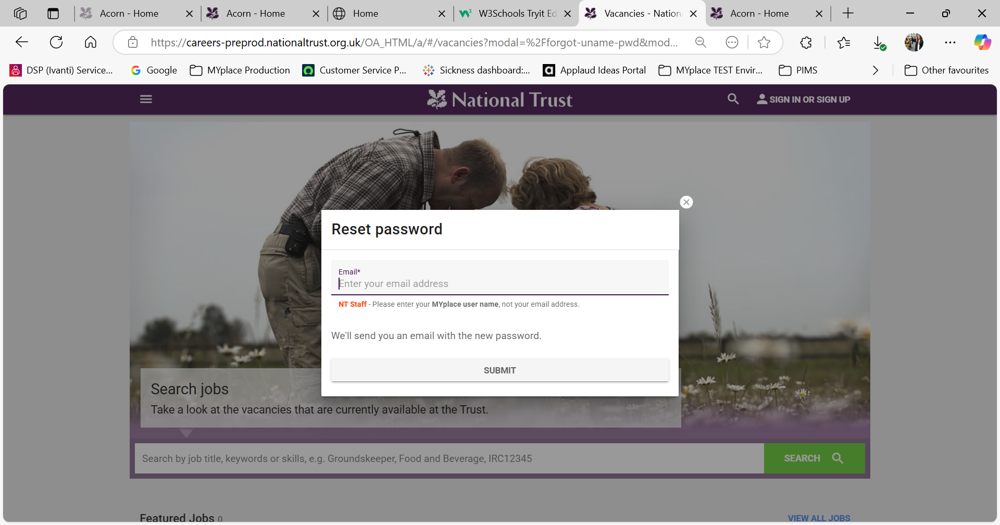 Acorn - Home
Acorn - Home
Home
W3Schools Tryit Ed
Vacancies - Nation
Acorn - Home
https://careers-preprod.nationaltrust.org.uk/OA_HTML/a/#/vacancies?modal=%2Fforgot-uname-pwd&mod...
DSP (Ivanti) Service...
Google
MYplace Production
Customer Service P...
Sickness dashboard:...
Applaud Ideas Portal
MYplace TEST Envir...
PIMS
Other favourites
National Trust
SIGN IN OR SIGN UP
Reset password
Email*
Enter your email address
NT Staff - Please enter your MYplace user name, not your email address.
We'll send you an email with the new password.
SUBMIT
Search jobs
Take a look at the vacancies that are currently available at the Trust.
Search by job title, keywords or skills, e.g. Groundskeeper, Food and Beverage, IRC12345
SEARCH
Featured Jobs 0
VIEW ALL JOBS